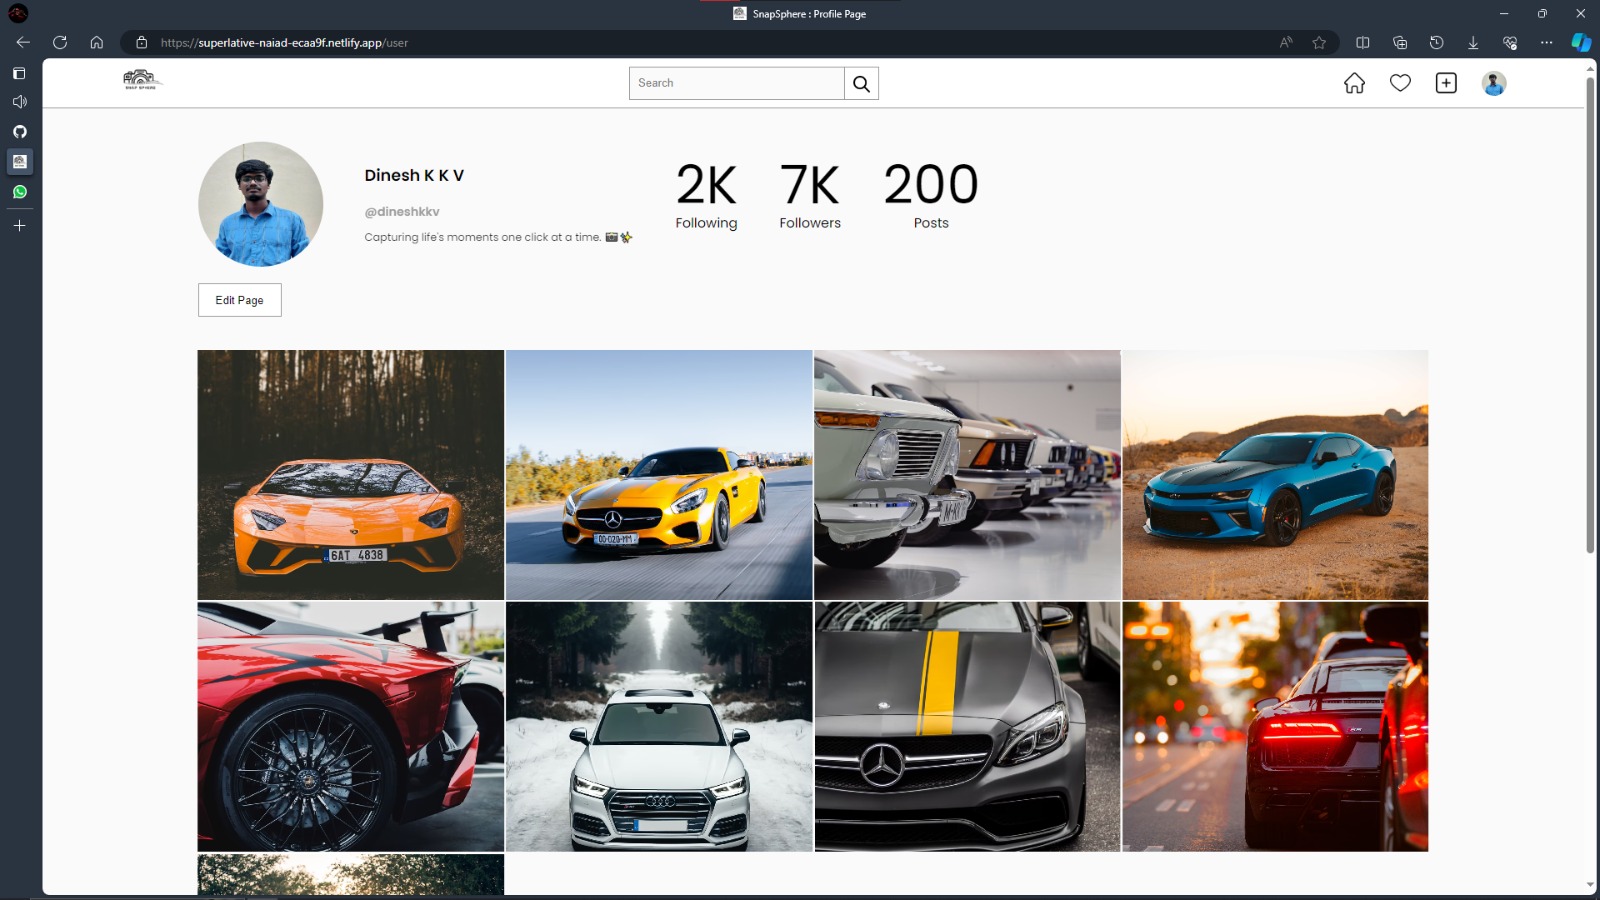 SnapSphere : Profile Page
https://superlative-naiad-ecaa9f.netlify.app/user
SNAP SPHERE
Search
Dinesh K K V
@dineshkkv
Capturing life's moments one click at a time.
2K
Following
7K
Followers
200
Posts
Edit Page
6AT 4838